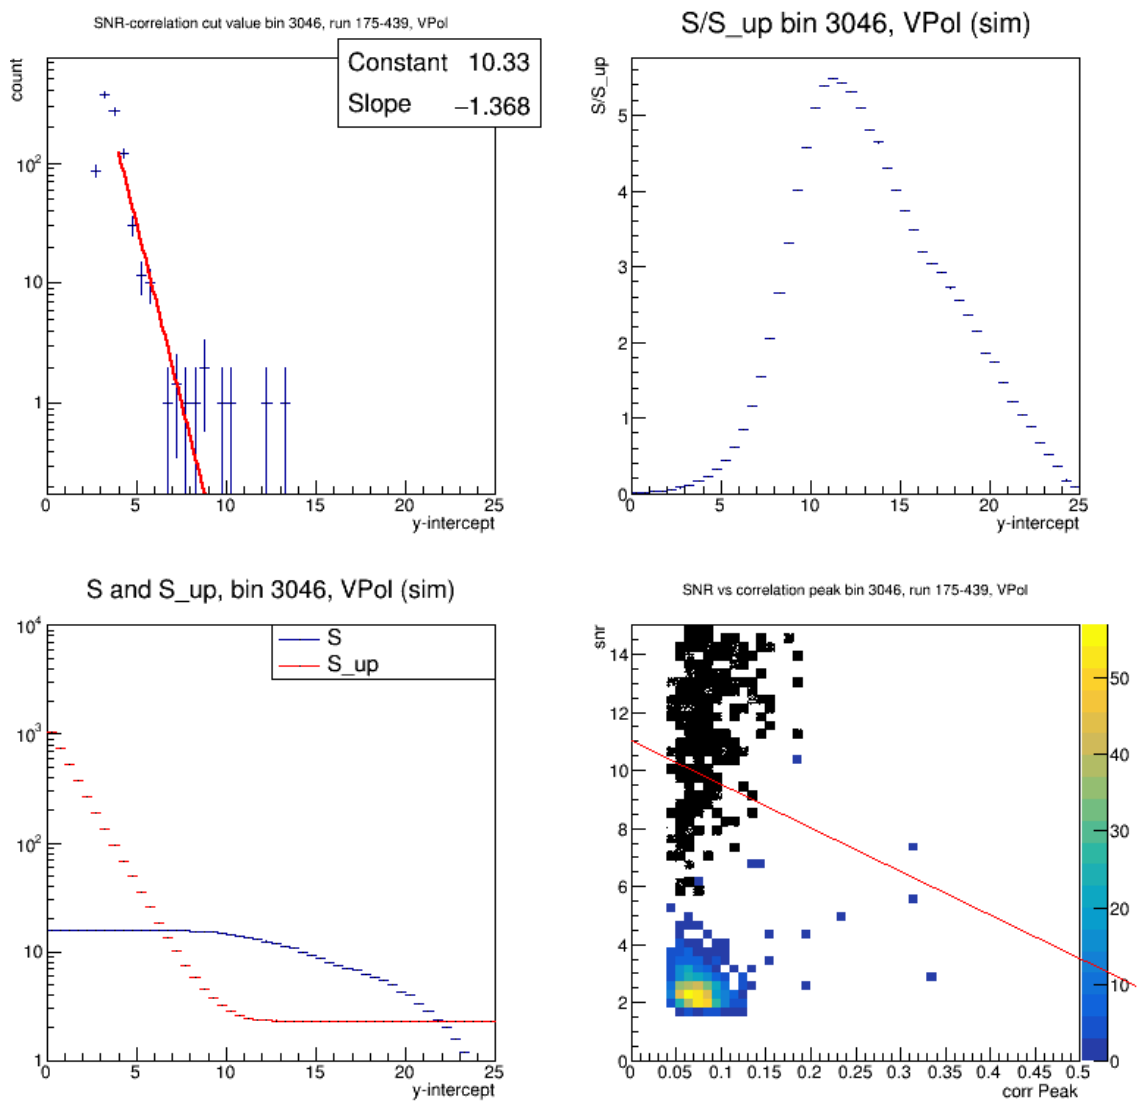 SNR-correlation cut value bin 3046, run 175-439, VPol
count
Constant 10.33
Slope −1.368
10²
10
1
0 5 10 15 20 25
y-intercept
S/S_up bin 3046, VPol (sim)
S/S_up
5
4
3
2
1
0
0 5 10 15 20 25
y-intercept
S and S_up, bin 3046, VPol (sim)
S
S_up
10⁴
10³
10²
10
1
0 5 10 15 20 25
y-intercept
SNR vs correlation peak bin 3046, run 175-439, VPol
snr
14
12
10
8
6
4
2
0
0 0.05 0.1 0.15 0.2 0.25 0.3 0.35 0.4 0.45 0.5
corr Peak
50
40
30
20
10
0